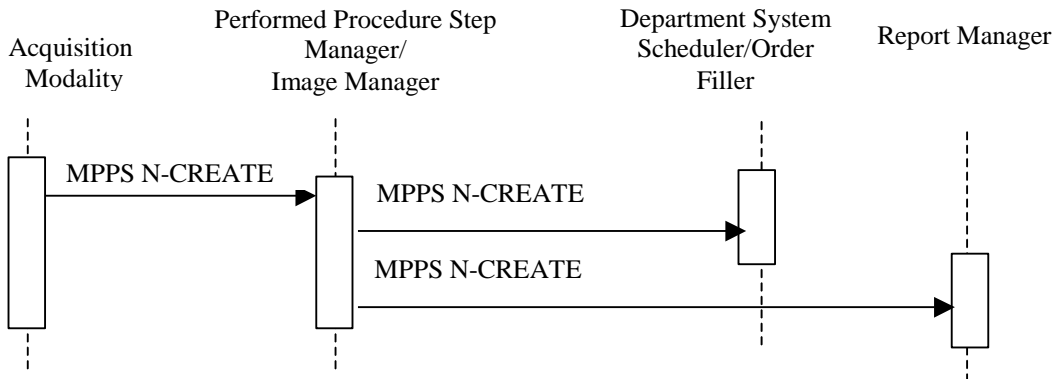 Acquisition
Modality
Performed Procedure Step
Manager/
Image Manager
Department System
Scheduler/Order
Filler
Report Manager
MPPS N-CREATE
MPPS N-CREATE
MPPS N-CREATE